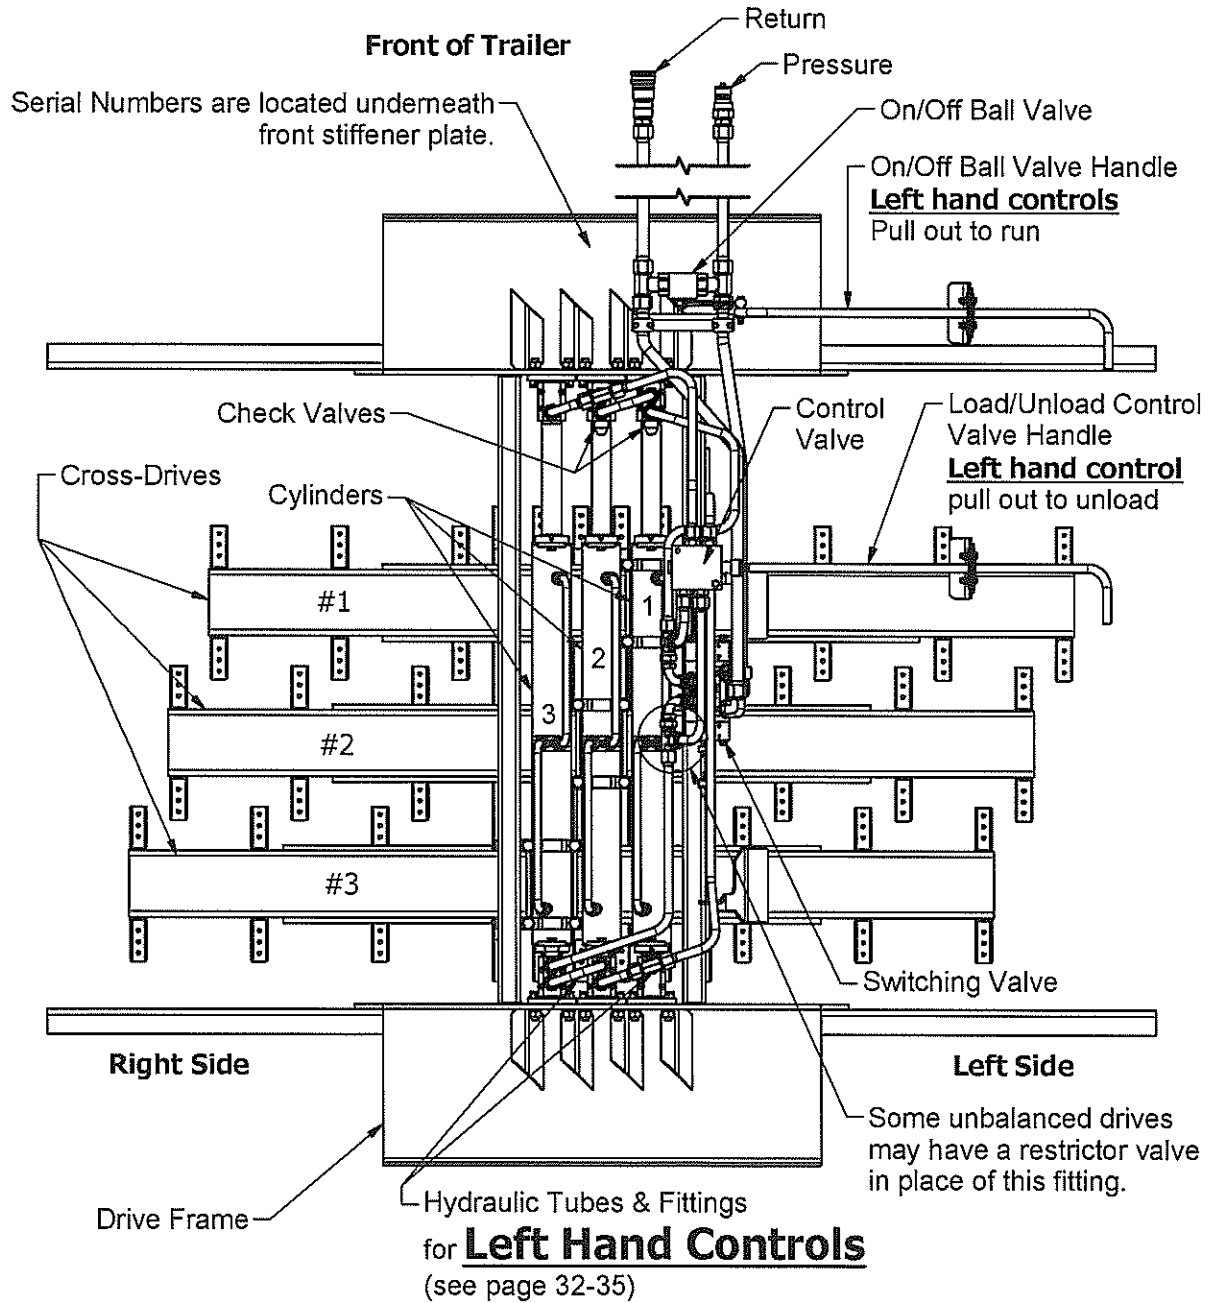 Return
Front of Trailer
Pressure
Serial Numbers are located underneath
front stiffener plate.
On/Off Ball Valve
On/Off Ball Valve Handle
Left hand controls
Pull out to run
Check Valves
Control
Valve
Load/Unload Control
Valve Handle
Left hand control
pull out to unload
Cross-Drives
Cylinders
#1
1
2
3
#2
#3
Switching Valve
Right Side
Left Side
Some unbalanced drives
may have a restrictor valve
in place of this fitting.
Drive Frame
Hydraulic Tubes & Fittings
for Left Hand Controls
(see page 32-35)